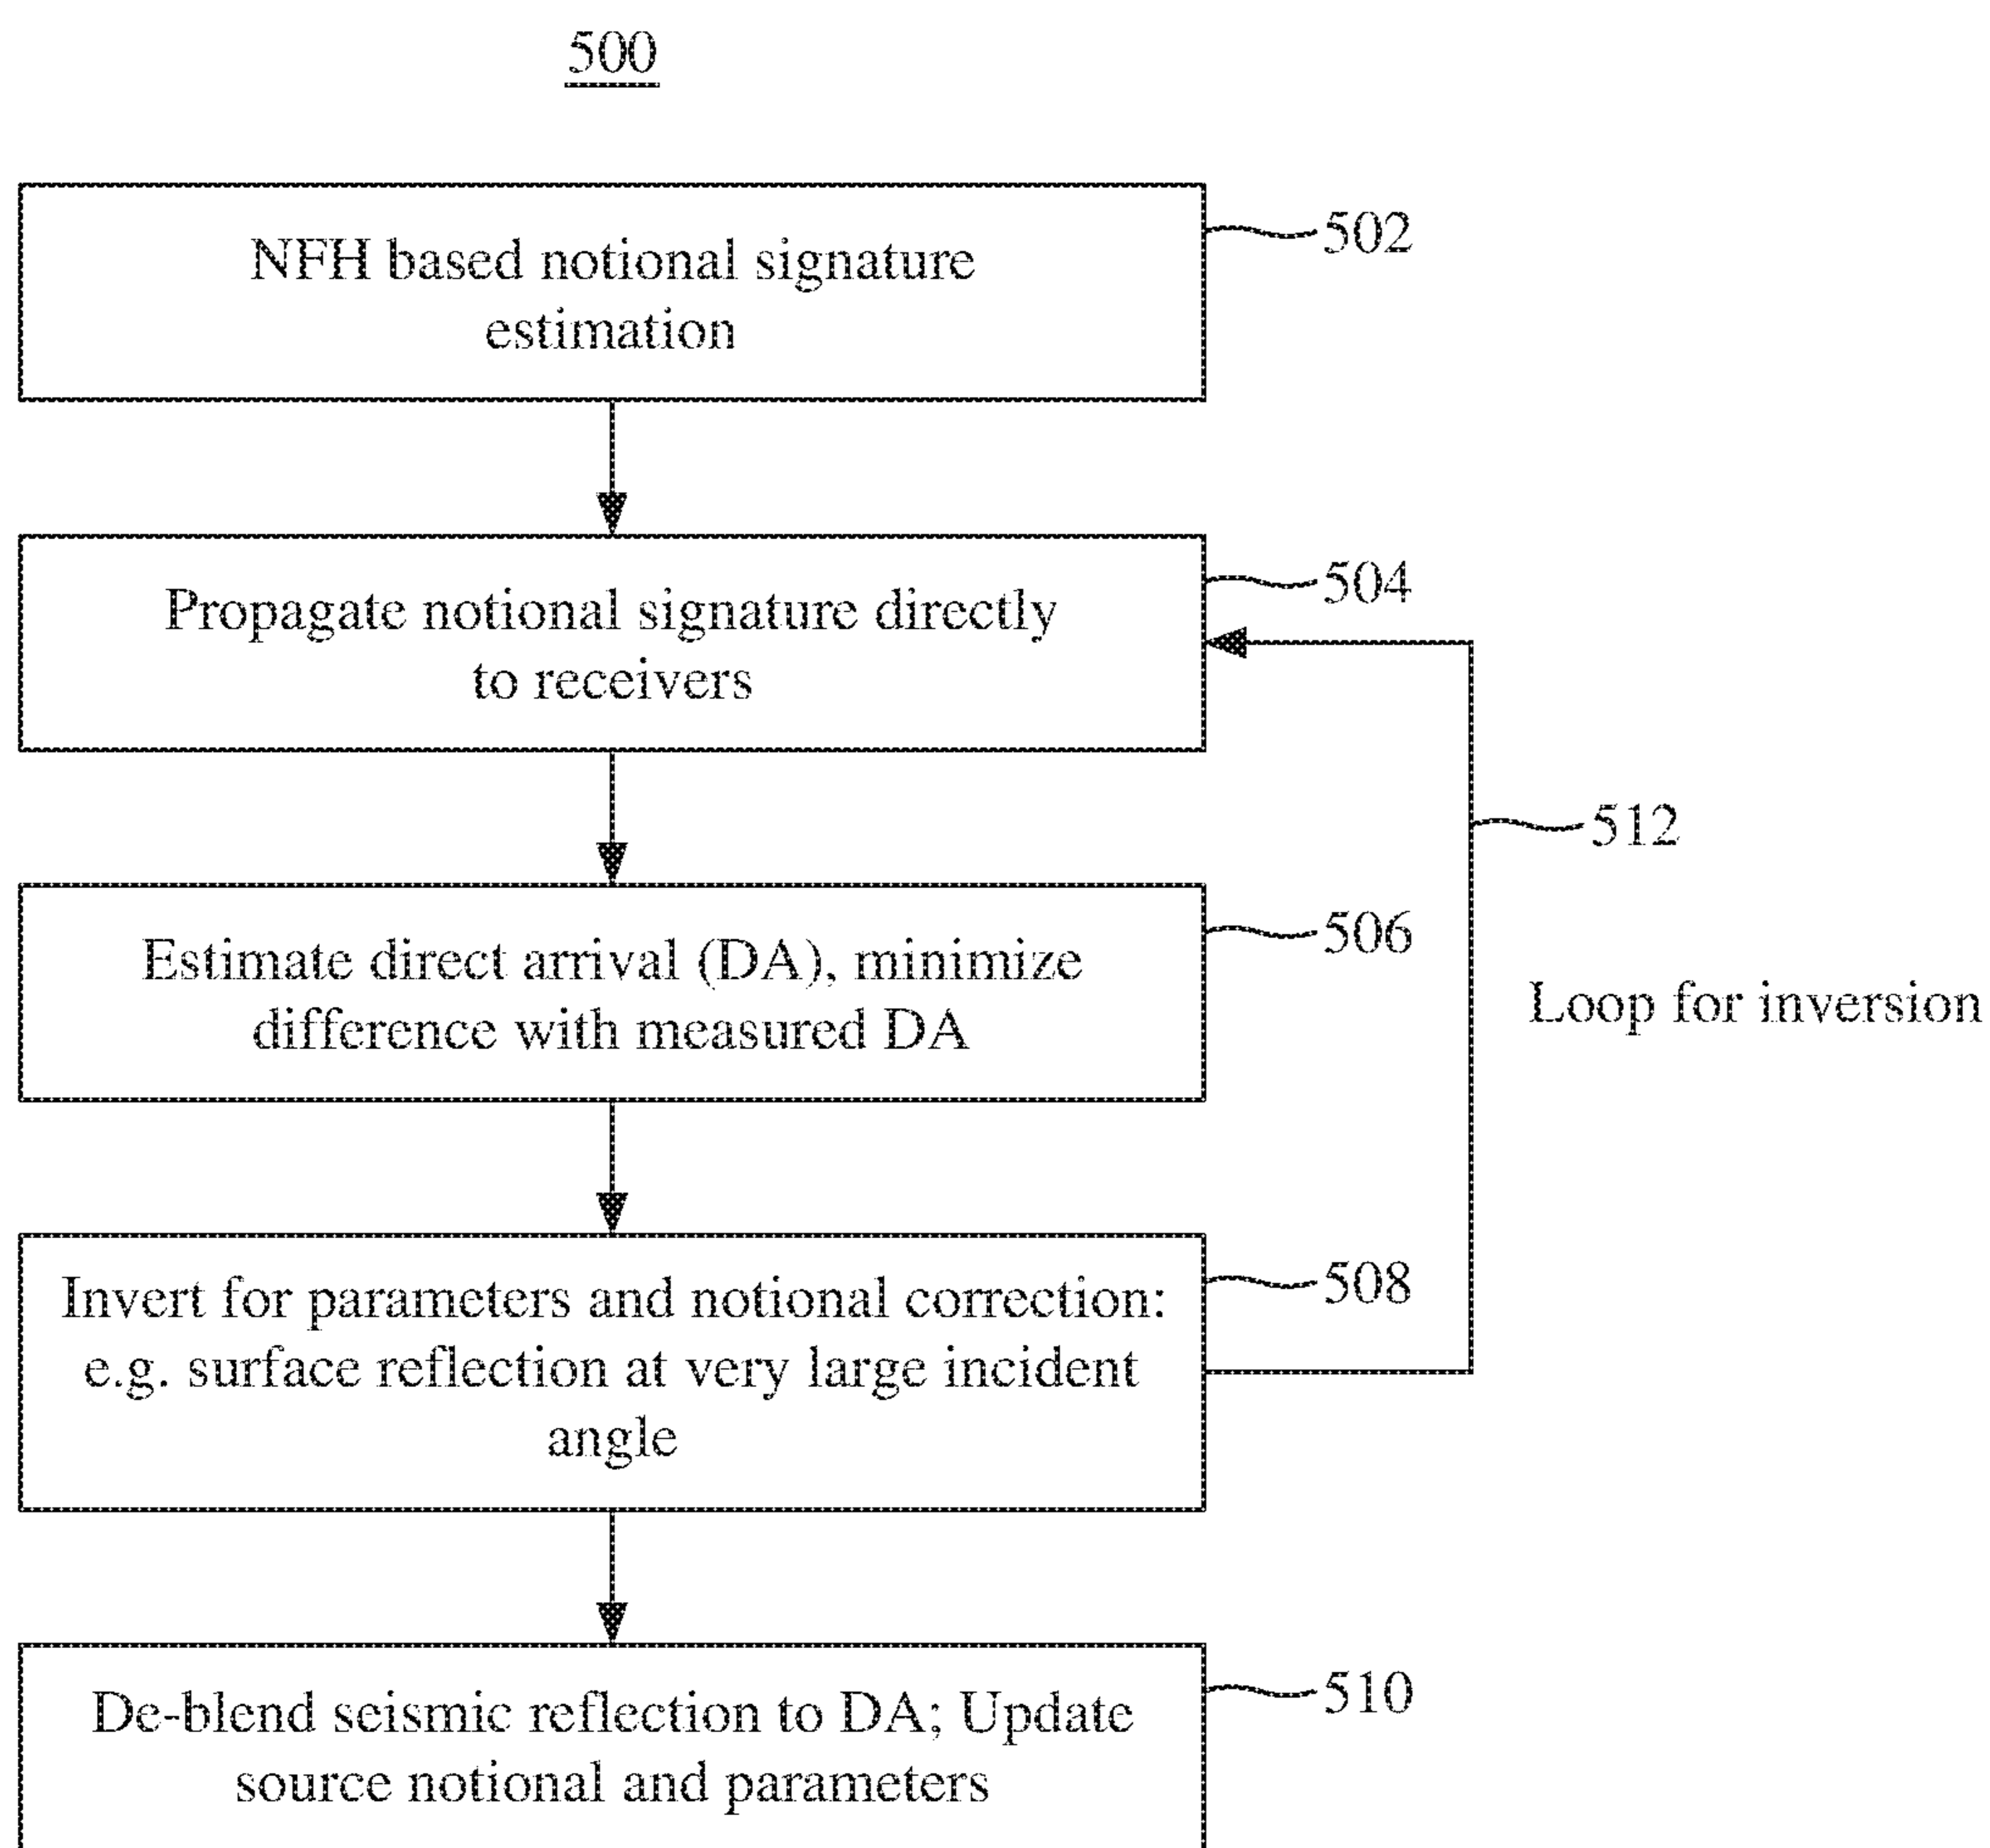 500
NFH based notional signature
estimation
502
Propagate notional signature directly
to receivers
504
512
Estimate direct arrival (DA), minimize
difference with measured DA
506
Loop for inversion
Invert for parameters and notional correction:
e.g. surface reflection at very large incident
angle
508
De-blend seismic reflection to DA; Update
source notional and parameters
510